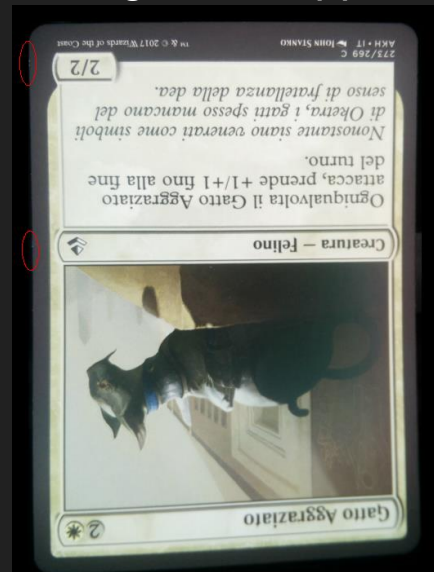 Gatto Aggraziato
2
Creatura — Felino
Ogniqualvolta il Gatto Aggraziato
attacca, prende +1/+1 fino alla fine
del turno.
Nonostante siano venerati come simboli
di Oketra, i gatti spesso mancano del
senso di fratellanza della dea.
2/2
273/269 C
AKH • IT JOHN STANKO
™ & © 2017 Wizards of the Coast